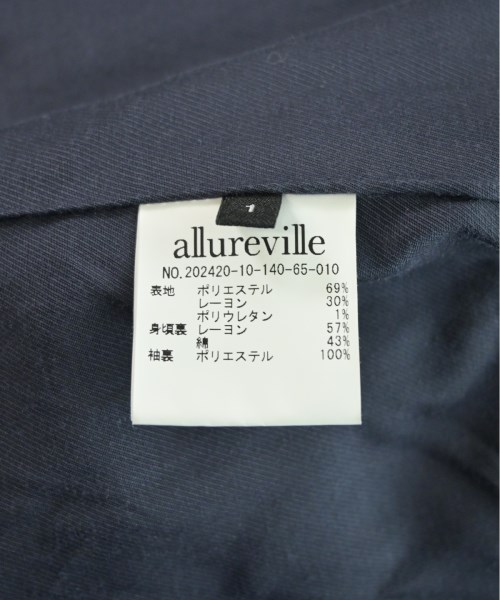 1
allureville
NO.202420-10-140-65-010
表地 ポリエステル 69%
レーヨン 30%
ポリウレタン 1%
身頃裏 レーヨン 57%
綿 43%
袖裏 ポリエステル 100%